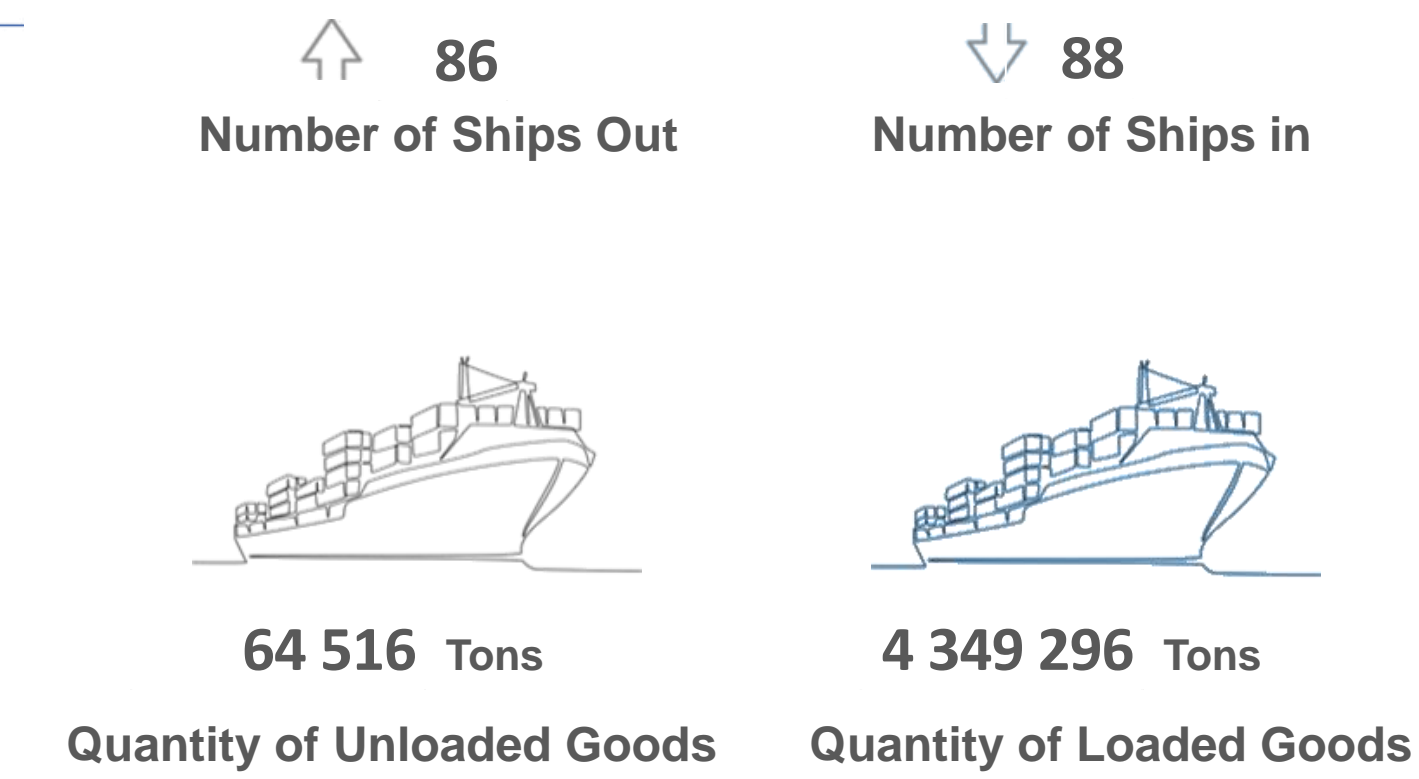 86
Number of Ships Out
88
Number of Ships in
64 516 Tons
Quantity of Unloaded Goods
4 349 296 Tons
Quantity of Loaded Goods